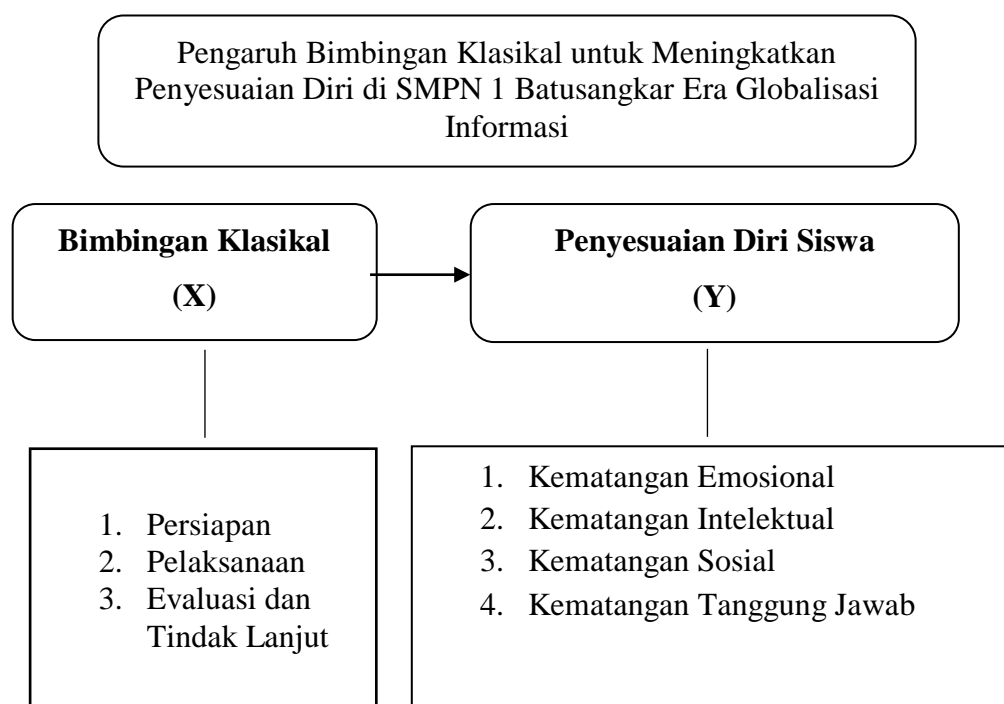 Pengaruh Bimbingan Klasikal untuk Meningkatkan
Penyesuaian Diri di SMPN 1 Batusangkar Era Globalisasi
Informasi
Bimbingan Klasikal
(X)
Penyesuaian Diri Siswa
(Y)
1. Persiapan
2. Pelaksanaan
3. Evaluasi dan
Tindak Lanjut
1. Kematangan Emosional
2. Kematangan Intelektual
3. Kematangan Sosial
4. Kematangan Tanggung Jawab